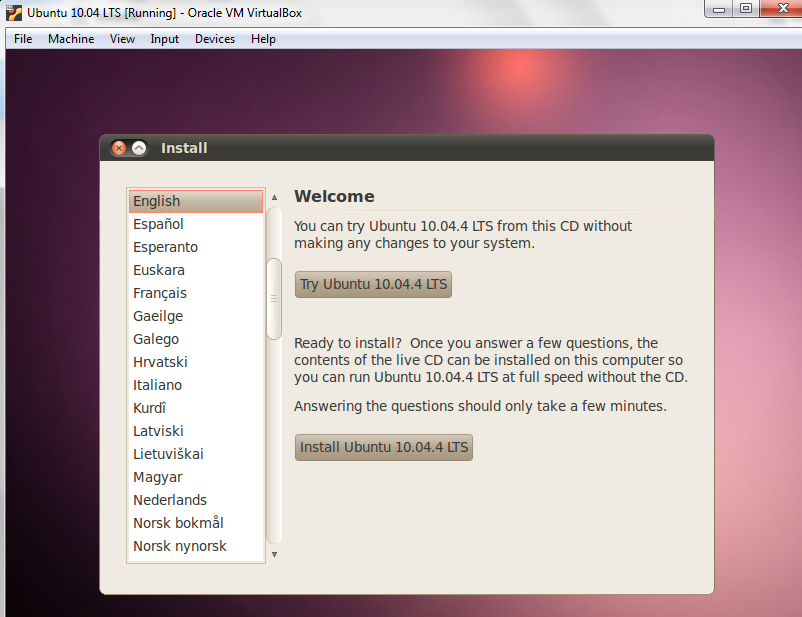 Ubuntu 10.04 LTS [Running] - Oracle VM VirtualBox
File Machine View Input Devices Help
Install
English
Español
Esperanto
Euskara
Français
Gaeilge
Galego
Hrvatski
Italiano
Kurdî
Latviski
Lietuviškai
Magyar
Nederlands
Norsk bokmål
Norsk nynorsk
Welcome
You can try Ubuntu 10.04.4 LTS from this CD without
making any changes to your system.
Try Ubuntu 10.04.4 LTS
Ready to install? Once you answer a few questions, the
contents of the live CD can be installed on this computer so
you can run Ubuntu 10.04.4 LTS at full speed without the CD.
Answering the questions should only take a few minutes.
Install Ubuntu 10.04.4 LTS